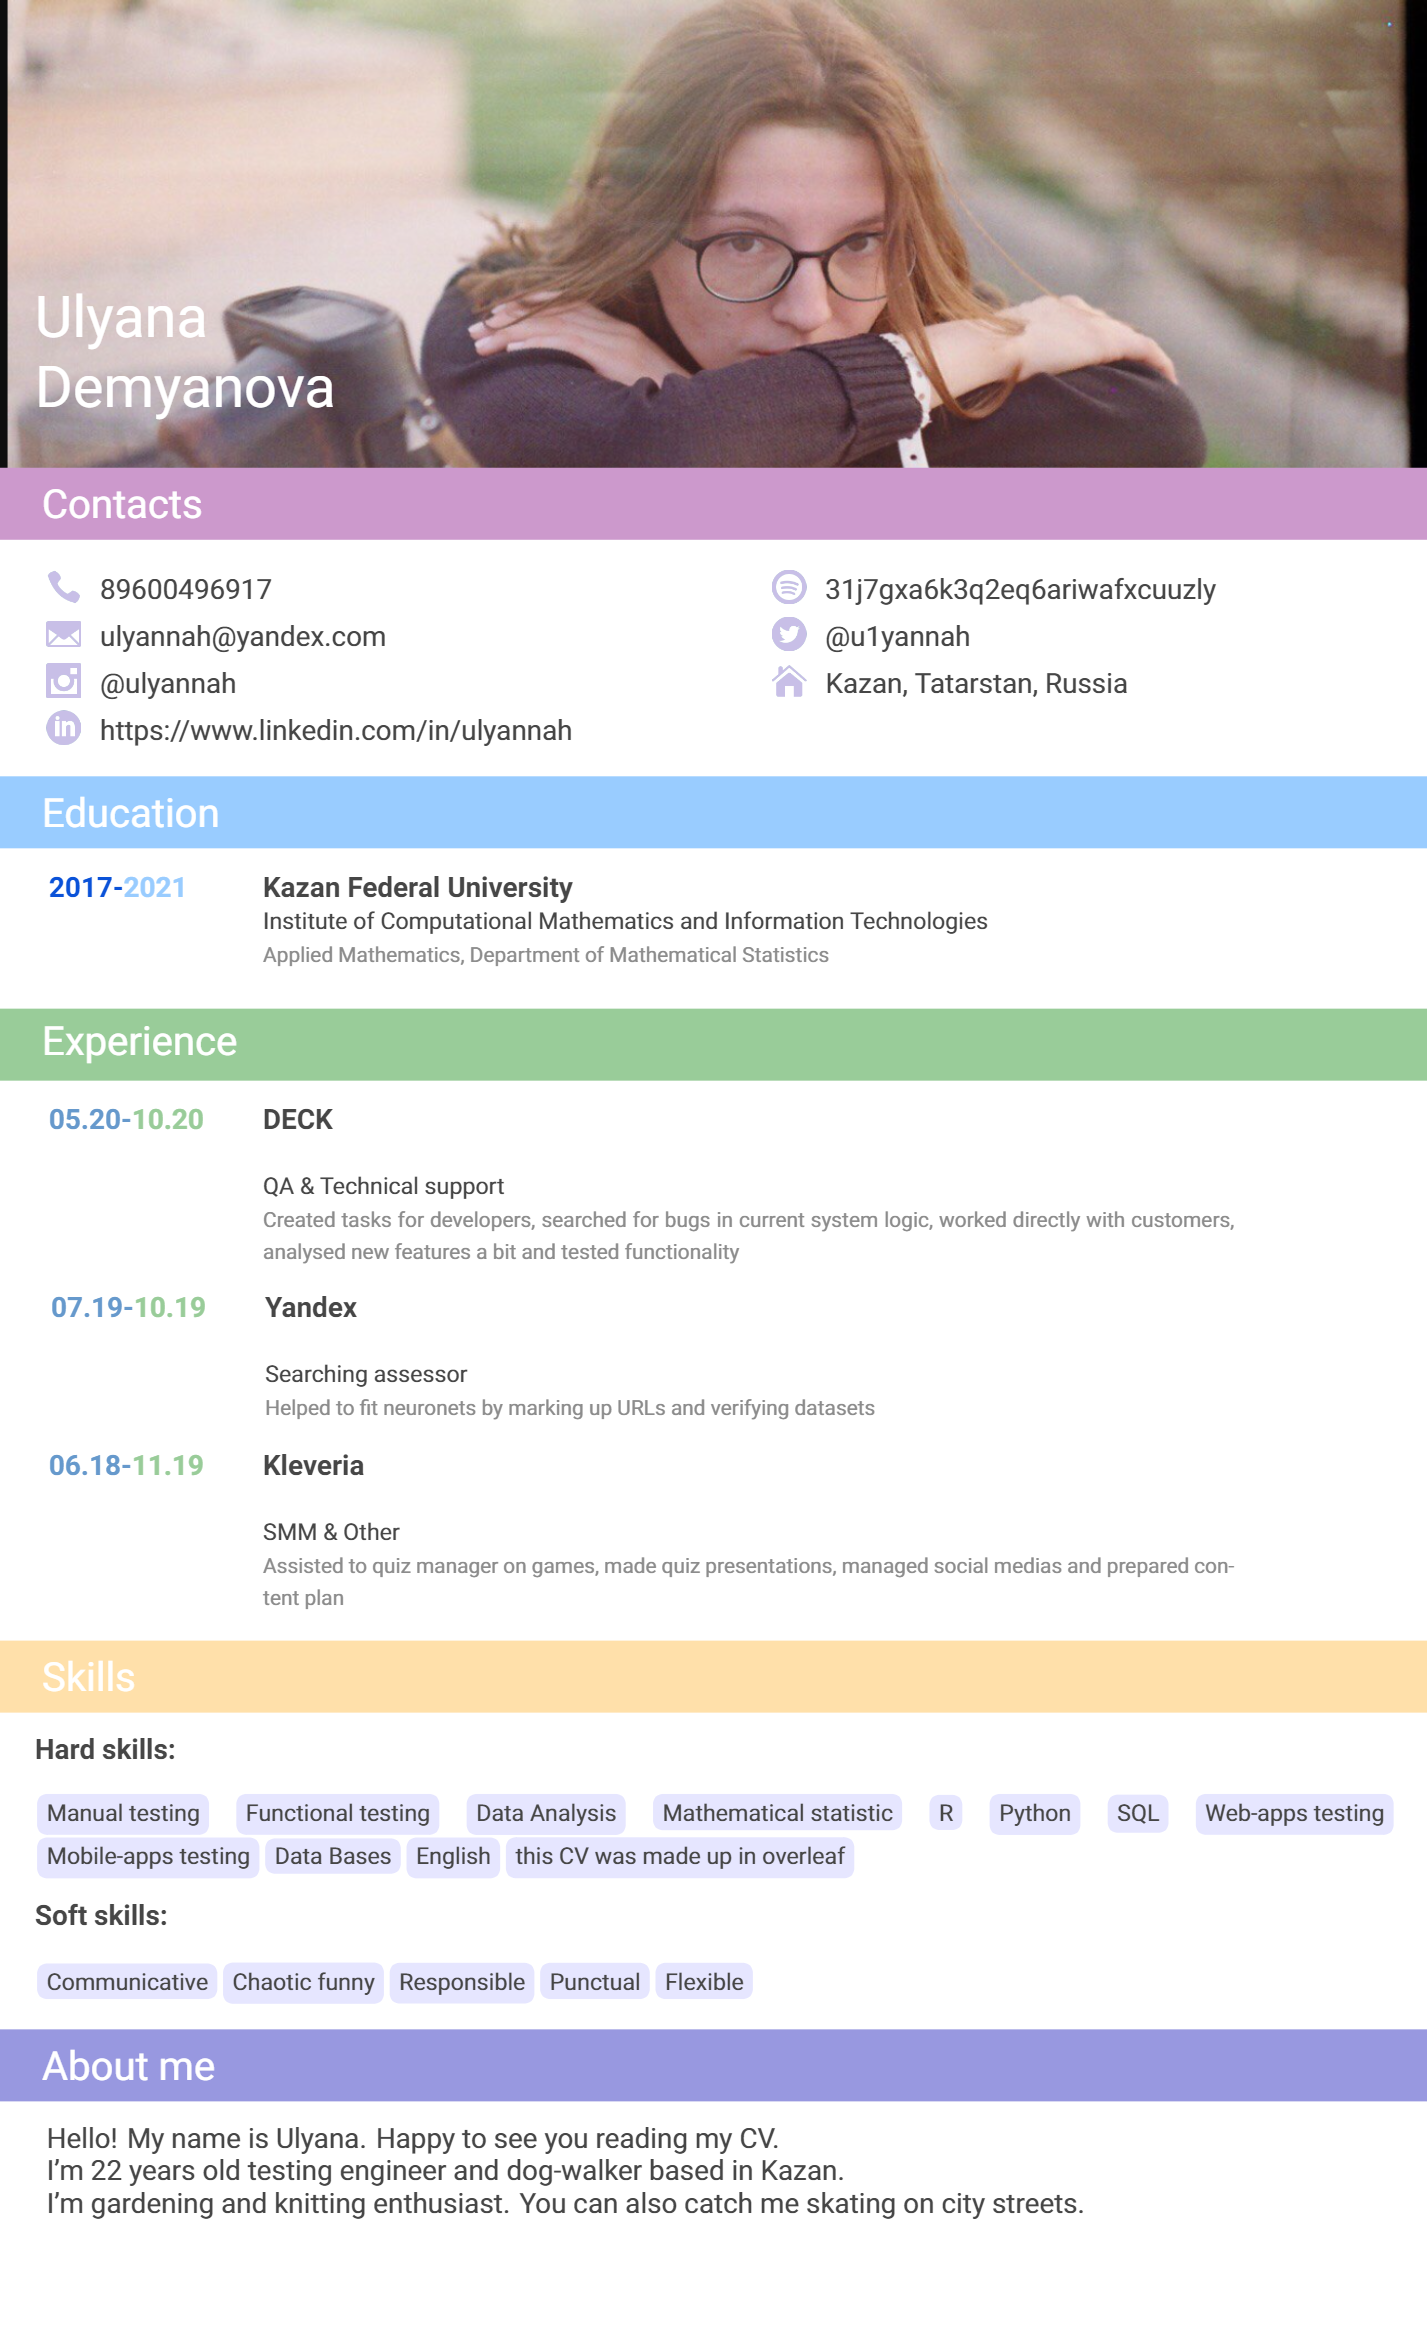 Ulyana
Demyanova
Contacts
89600496917
ulyannah@yandex.com
@ulyannah
https://www.linkedin.com/in/ulyannah
31j7gxa6k3q2eq6ariwafxcuuzly
@u1yannah
Kazan, Tatarstan, Russia
Education
2017-2021 Kazan Federal University
Institute of Computational Mathematics and Information Technologies
Applied Mathematics, Department of Mathematical Statistics
Experience
05.20-10.20 DECK
QA & Technical support
Created tasks for developers, searched for bugs in current system logic, worked directly with customers,
analysed new features a bit and tested functionality
07.19-10.19 Yandex
Searching assessor
Helped to fit neuronets by marking up URLs and verifying datasets
06.18-11.19 Kleveria
SMM & Other
Assisted to quiz manager on games, made quiz presentations, managed social medias and prepared con-
tent plan
Skills
Hard skills:
Manual testing Functional testing Data Analysis Mathematical statistic R Python SQL Web-apps testing
Mobile-apps testing Data Bases English this CV was made up in overleaf
Soft skills:
Communicative Chaotic funny Responsible Punctual Flexible
About me
Hello! My name is Ulyana. Happy to see you reading my CV.
I’m 22 years old testing engineer and dog-walker based in Kazan.
I’m gardening and knitting enthusiast. You can also catch me skating on city streets.